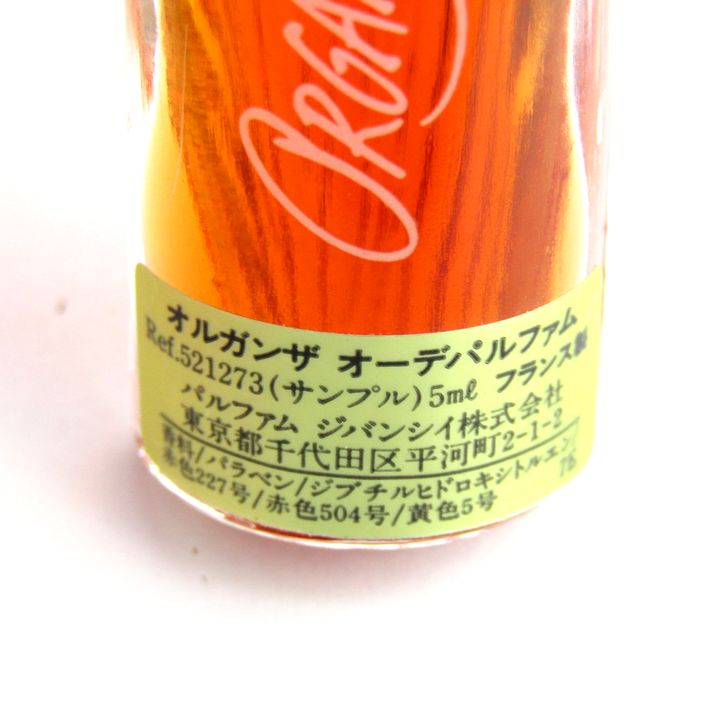 ORGAN
オルガンザ オーデパルファム
Ref.521273(サンプル)5mℓ フランス製
パルファム ジバンシイ株式会社
東京都千代田区平河町2-1-2
香料/パラベン/ジブチルヒドロキシトルエン/
赤色227号/赤色504号/黄色5号